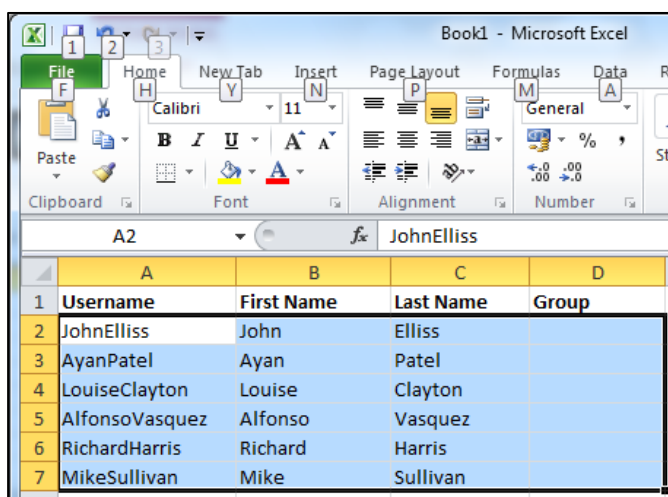 Book1 - Microsoft Excel
1 2 3
File Home New Tab Insert Page Layout Formulas Data R
F H Y N P M A
Calibri 11 General
B I U A A % ,
Paste A .00 .00
Clipboard Font Alignment Number
A2 fx JohnElliss
A B C D
1 Username First Name Last Name Group
2 JohnElliss John Elliss
3 AyanPatel Ayan Patel
4 LouiseClayton Louise Clayton
5 AlfonsoVasquez Alfonso Vasquez
6 RichardHarris Richard Harris
7 MikeSullivan Mike Sullivan